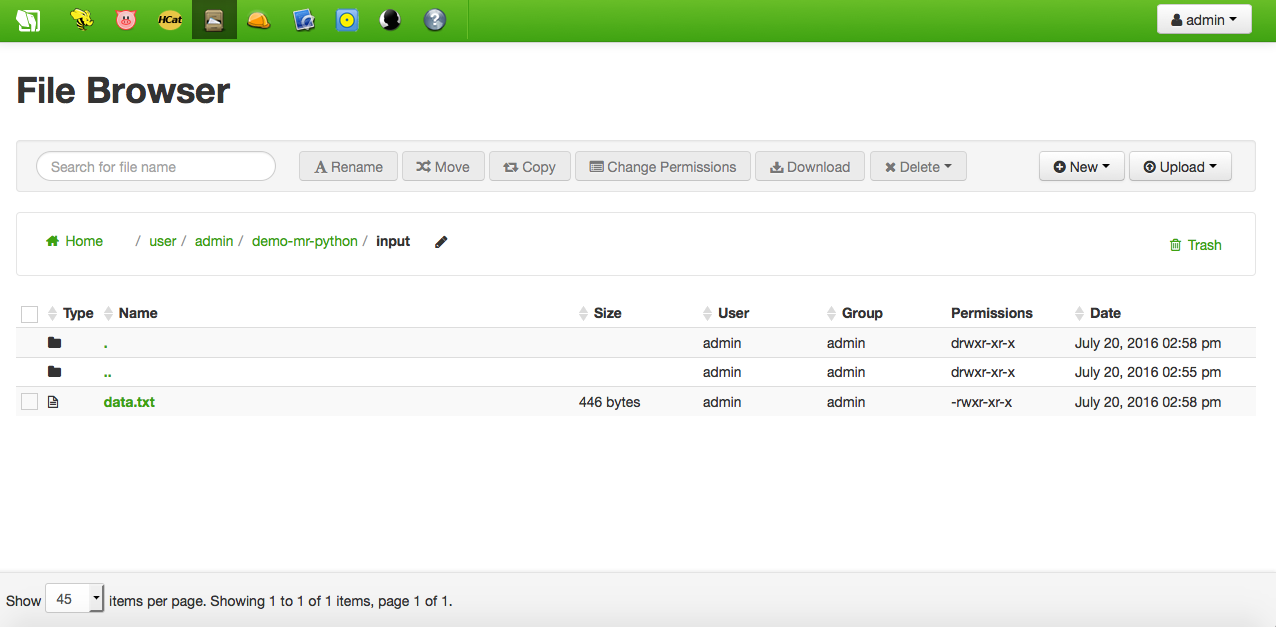 HCat
admin
File Browser
Search for file name Rename Move Copy Change Permissions Download Delete New Upload
Home / user / admin / demo-mr-python / input
Trash
Type Name Size User Group Permissions Date
. admin admin drwxr-xr-x July 20, 2016 02:58 pm
.. admin admin drwxr-xr-x July 20, 2016 02:55 pm
data.txt 446 bytes admin admin -rwxr-xr-x July 20, 2016 02:58 pm
Show 45 items per page. Showing 1 to 1 of 1 items, page 1 of 1.